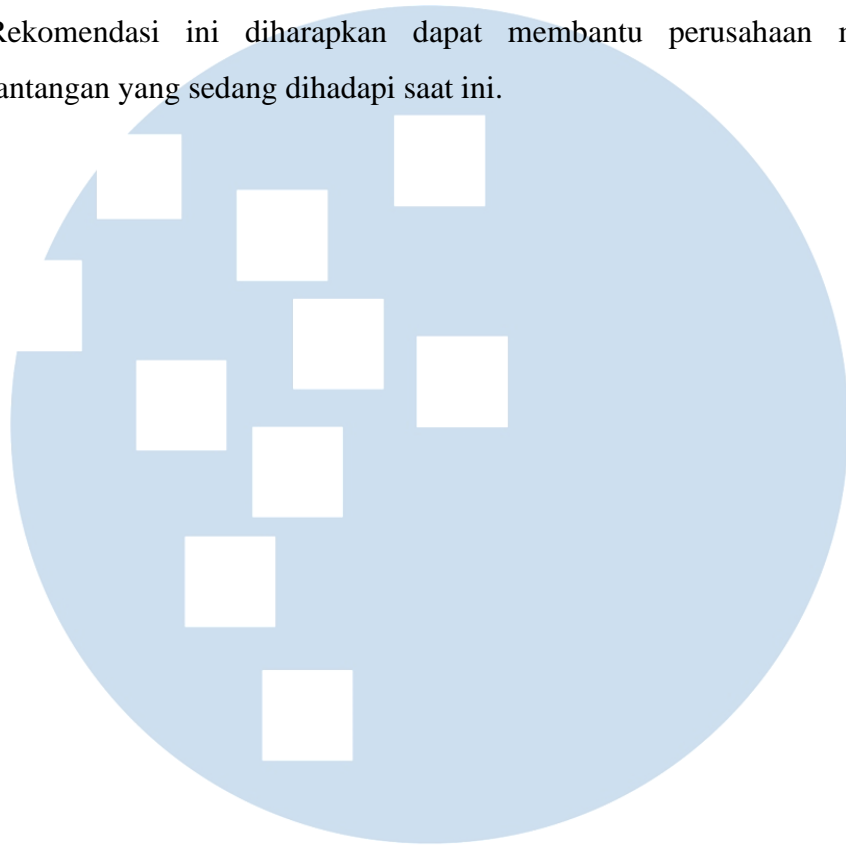 Rekomendasi ini diharapkan dapat membantu perusahaan
antangan yang sedang dihadapi saat ini.